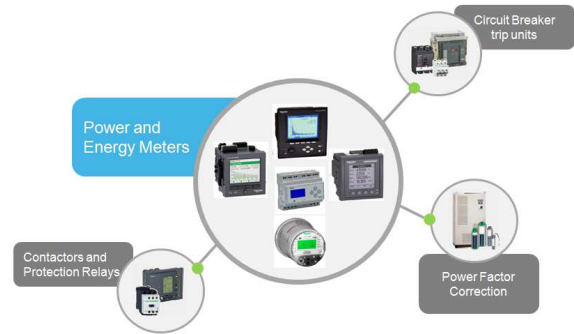 Circuit Breaker
trip units
Power and
Energy Meters
Contactors and
Protection Relays
Power Factor
Correction